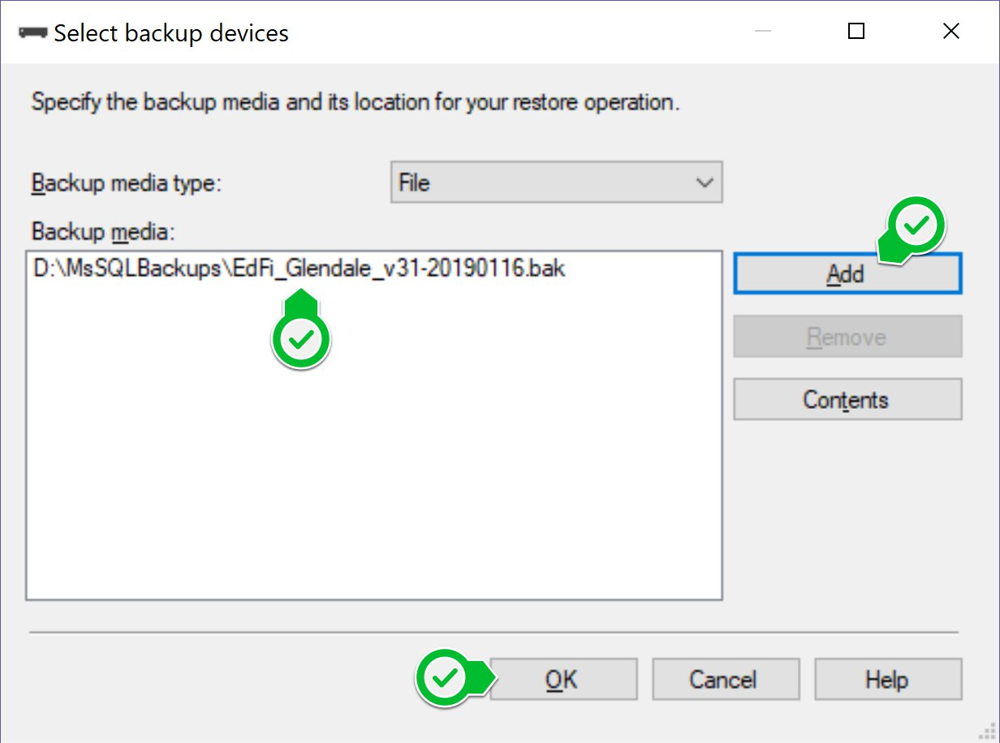 Select backup devices
Specify the backup media and its location for your restore operation.
Backup media type:
File
Backup media:
D:\MsSQLBackups\EdFi_Glendale_v31-20190116.bak
Add
Remove
Contents
OK
Cancel
Help